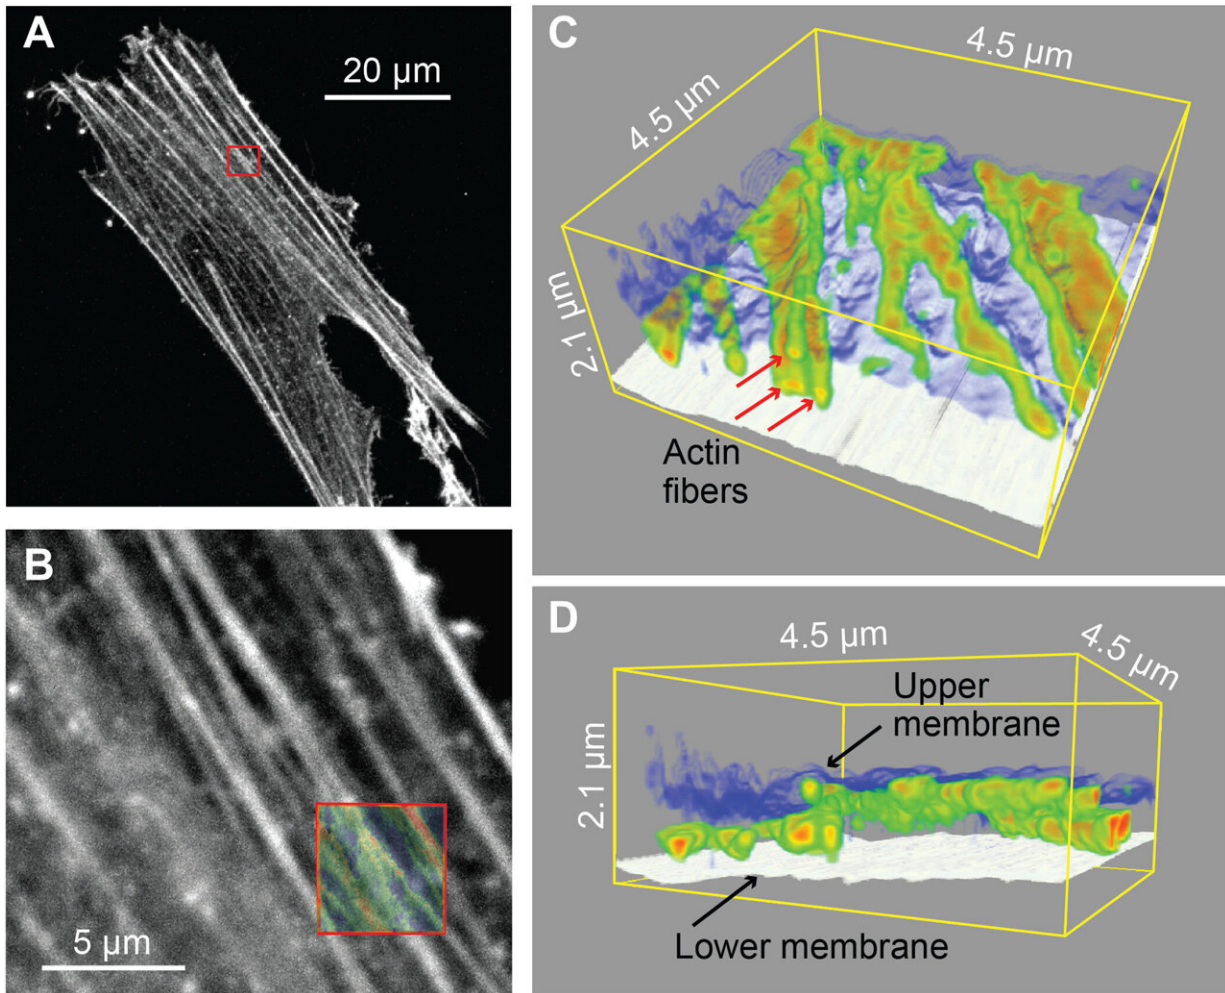 A
20 µm
B
5 µm
C
4.5 µm
4.5 µm
2.1 µm
Actin
fibers
D
4.5 µm
4.5 µm
2.1 µm
Upper
membrane
Lower membrane